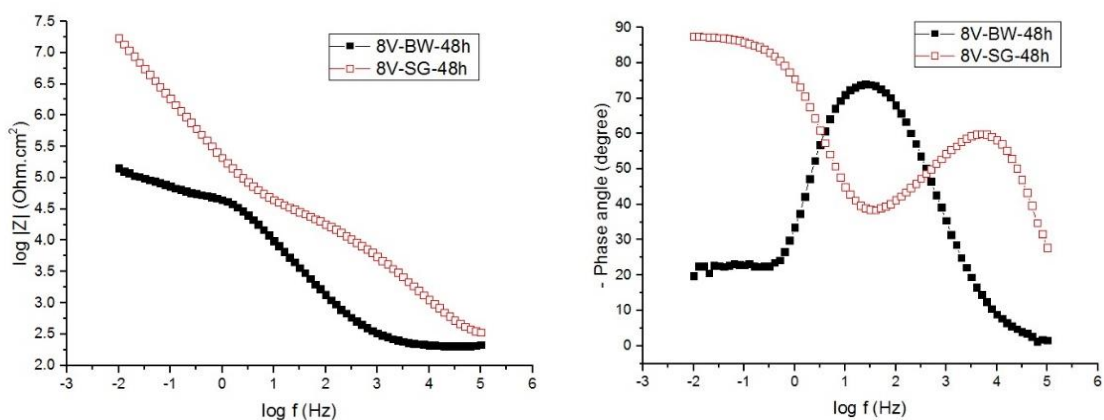 7.5
7.0
6.5
6.0
5.5
5.0
4.5
4.0
3.5
3.0
2.5
2.0
log |Z| (Ohm.cm²)
8V-BW-48h
8V-SG-48h
-3 -2 -1 0 1 2 3 4 5 6
log f (Hz)
90
80
70
60
50
40
30
20
10
0
- Phase angle (degree)
8V-BW-48h
8V-SG-48h
-3 -2 -1 0 1 2 3 4 5 6
log f (Hz)